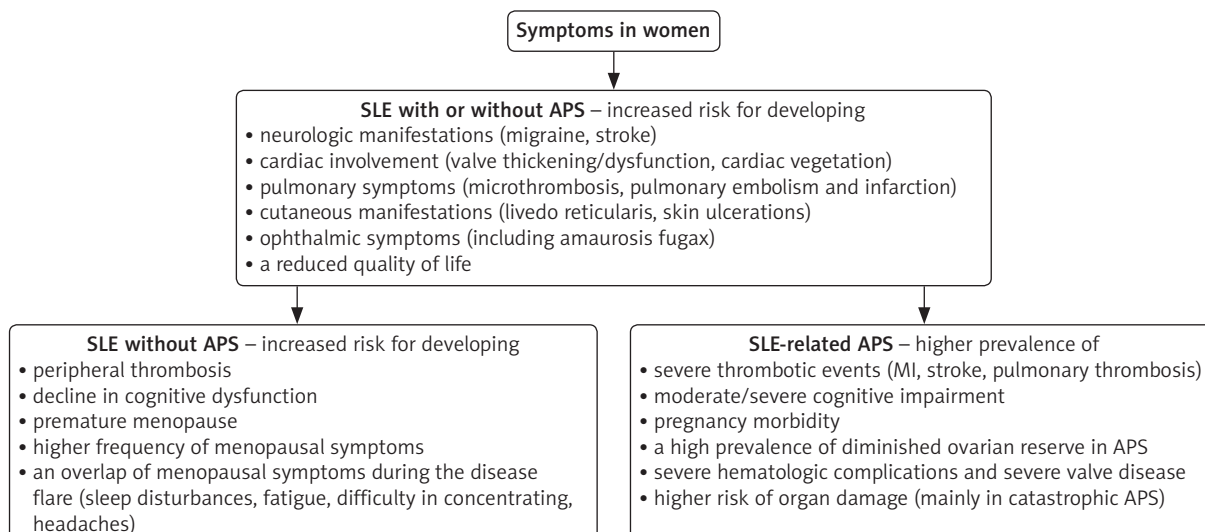 Symptoms in women
SLE with or without APS – increased risk for developing
• neurologic manifestations (migraine, stroke)
• cardiac involvement (valve thickening/dysfunction, cardiac vegetation)
• pulmonary symptoms (microthrombosis, pulmonary embolism and infarction)
• cutaneous manifestations (livedo reticularis, skin ulcerations)
• ophthalmic symptoms (including amaurosis fugax)
• a reduced quality of life
SLE without APS – increased risk for developing
• peripheral thrombosis
• decline in cognitive dysfunction
• premature menopause
• higher frequency of menopausal symptoms
• an overlap of menopausal symptoms during the disease
flare (sleep disturbances, fatigue, difficulty in concentrating,
headaches)
SLE-related APS – higher prevalence of
• severe thrombotic events (MI, stroke, pulmonary thrombosis)
• moderate/severe cognitive impairment
• pregnancy morbidity
• a high prevalence of diminished ovarian reserve in APS
• severe hematologic complications and severe valve disease
• higher risk of organ damage (mainly in catastrophic APS)